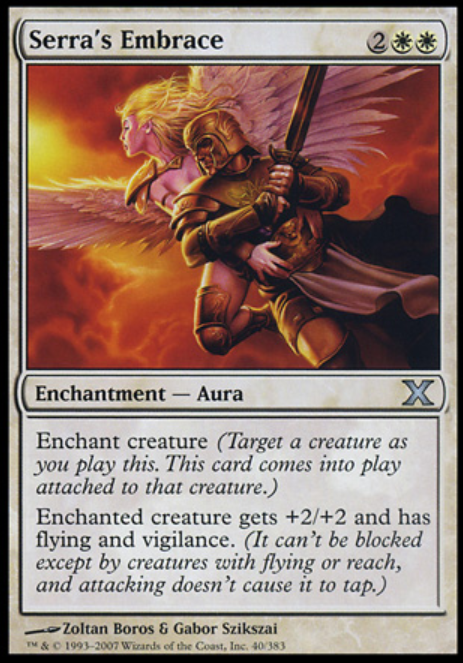 Serra's Embrace 2
Enchantment — Aura X
Enchant creature (Target a creature as
you play this. This card comes into play
attached to that creature.)
Enchanted creature gets +2/+2 and has
flying and vigilance. (It can't be blocked
except by creatures with flying or reach,
and attacking doesn't cause it to tap.)
Zoltan Boros & Gabor Szikszai
™ & © 1993–2007 Wizards of the Coast, Inc. 40/383